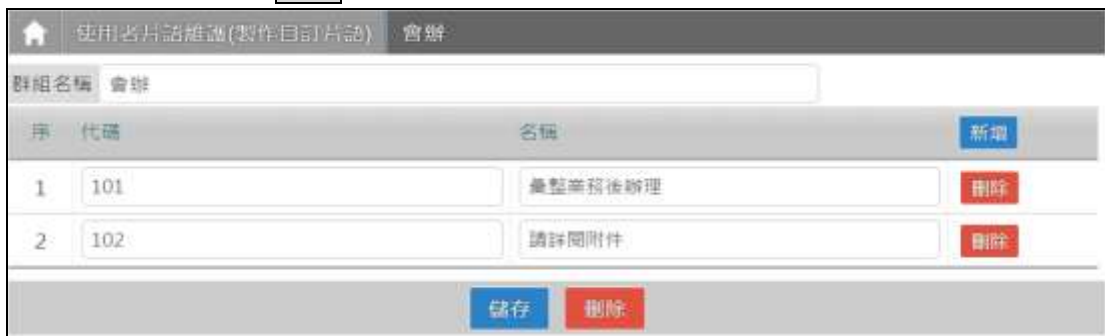 使用者片語維護(製作自訂片語) 會辦
群組名稱 會辦
序 代碼 名稱 新增
1 101 彙整業務後辦理 刪除
2 102 請詳閱附件 刪除
儲存 刪除